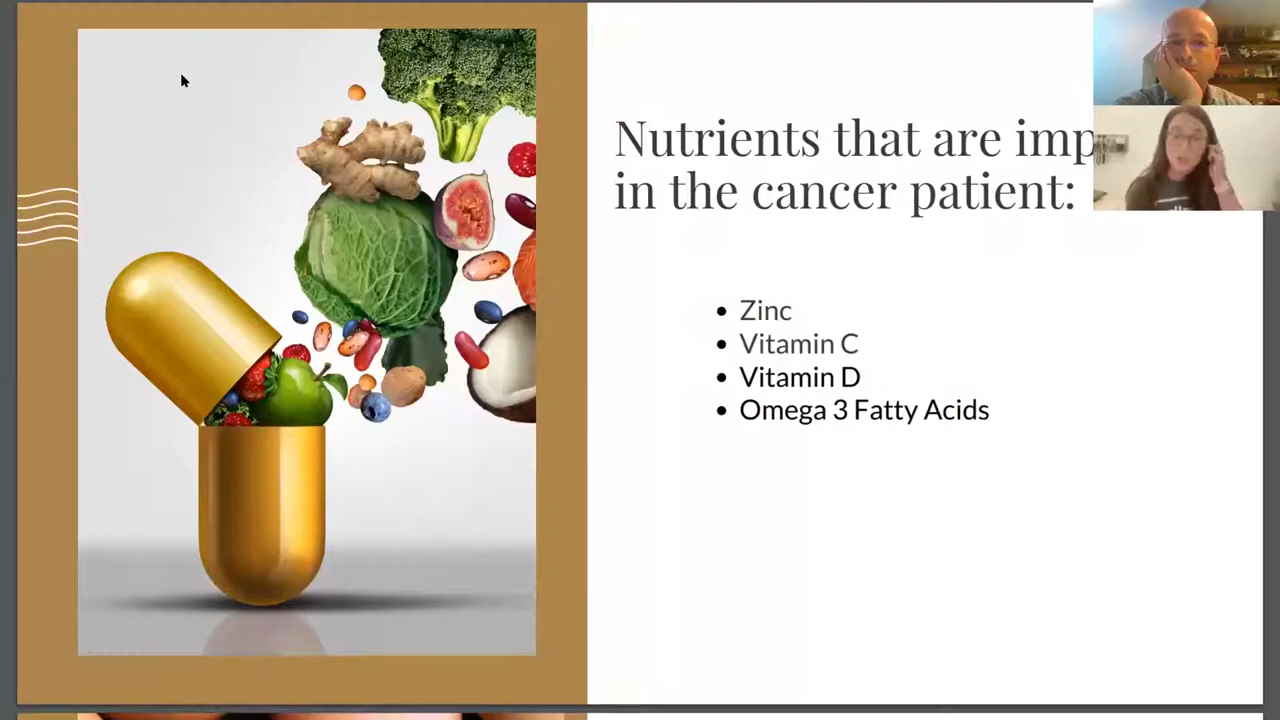 Nutrients that are imp
in the cancer patient:
• Zinc
• Vitamin C
• Vitamin D
• Omega 3 Fatty Acids